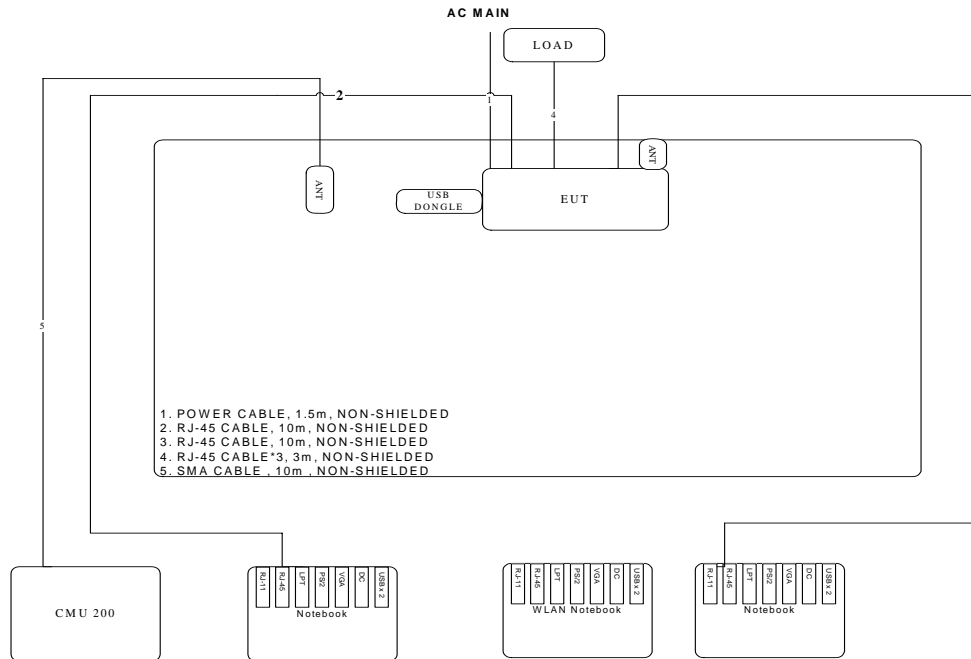 AC MAIN
LOAD
2
1
4
ANT
ANT
USB
DONGLE
EUT
5
1. POWER CABLE, 1.5m, NON-SHIELDED
2. RJ-45 CABLE, 10m, NON-SHIELDED
3. RJ-45 CABLE, 10m, NON-SHIELDED
4. RJ-45 CABLE*3, 3m, NON-SHIELDED
5. SMA CABLE , 10m , NON-SHIELDED
CMU 200
RJ-11
RJ-45
LPT
PS/2
VGA
DC
USB x 2
Notebook
RJ-11
RJ-45
LPT
PS/2
VGA
DC
USB x 2
WLAN Notebook
RJ-11
RJ-45
LPT
PS/2
VGA
DC
USB x 2
Notebook